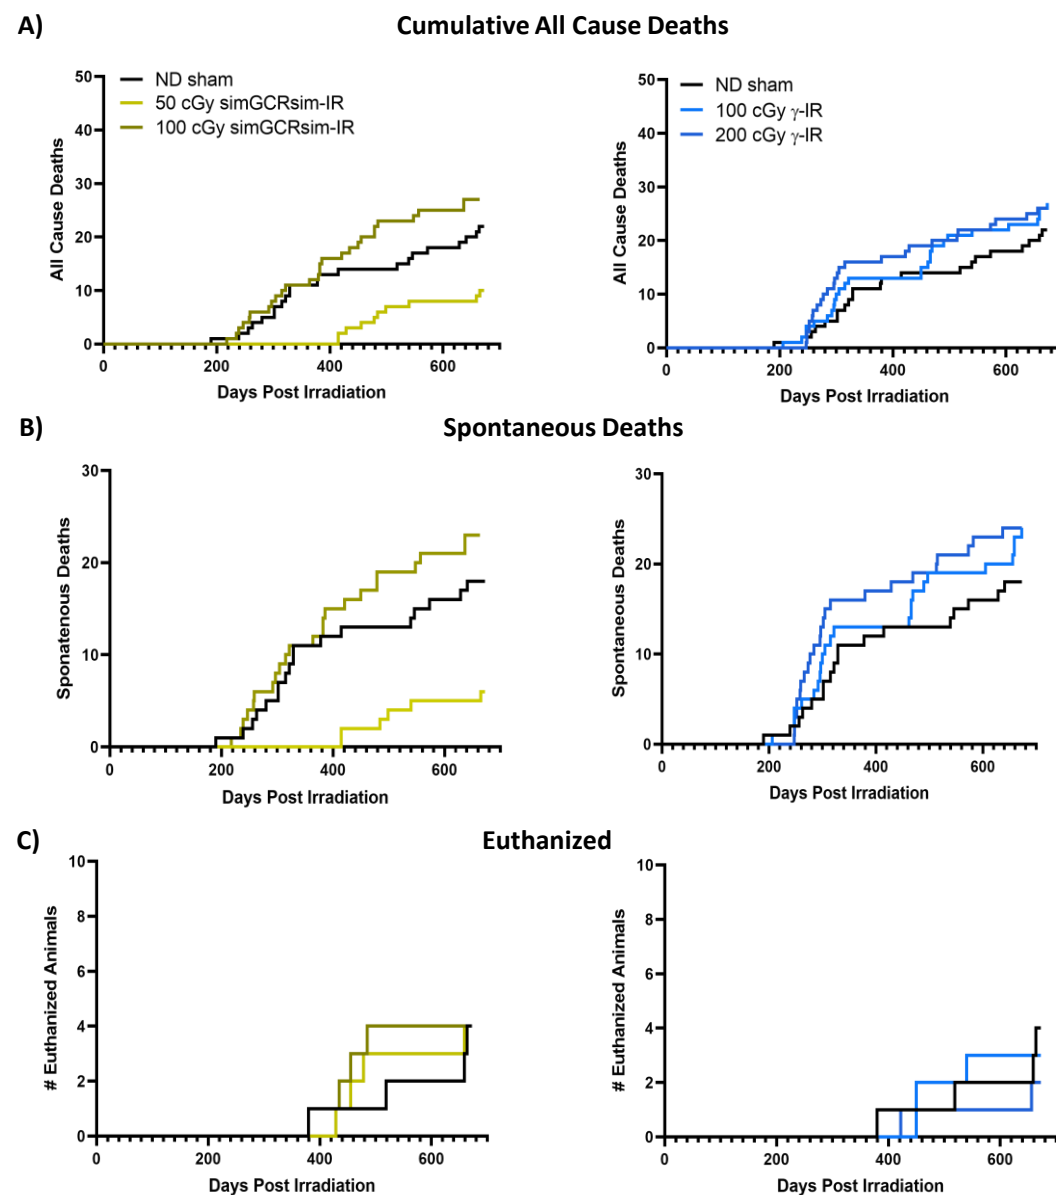 A)
Cumulative All Cause Deaths
ND sham
50 cGy simGCRsim-IR
100 cGy simGCRsim-IR
50
40
30
20
10
0
All Cause Deaths
0 200 400 600
Days Post Irradiation
ND sham
100 cGy γ-IR
200 cGy γ-IR
50
40
30
20
10
0
All Cause Deaths
0 200 400 600
Days Post Irradiation
B)
Spontaneous Deaths
30
20
10
0
Sponatenous Deaths
0 200 400 600
Days Post Irradiation
30
20
10
0
Spontaneous Deaths
0 200 400 600
Days Post Irradiation
C)
Euthanized
10
8
6
4
2
0
# Euthanized Animals
0 200 400 600
Days Post Irradiation
10
8
6
4
2
0
# Euthanized Animals
0 200 400 600
Days Post Irradiation